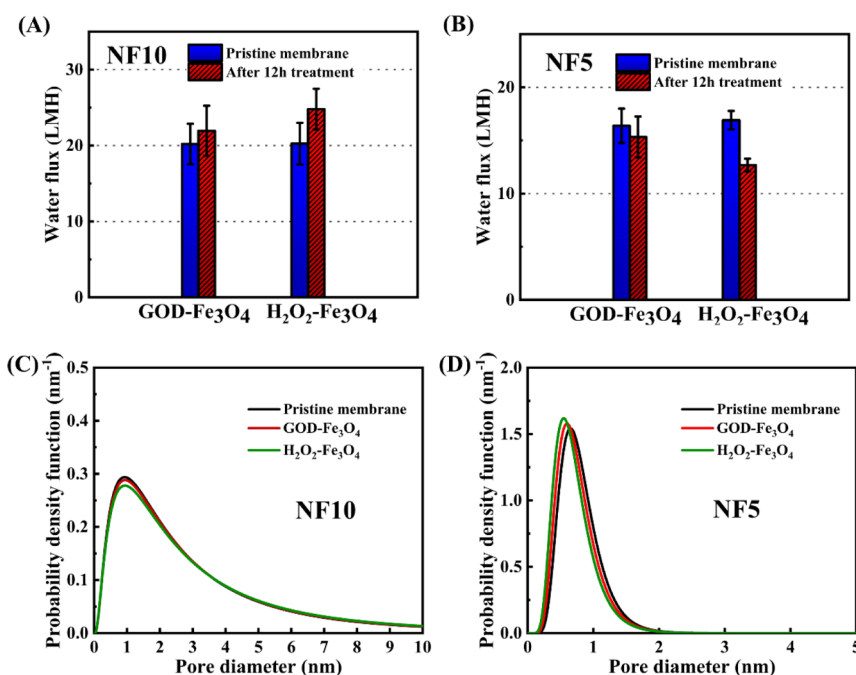 (A)
NF10
Pristine membrane
After 12h treatment
Water flux (LMH)
30
20
10
0
GOD-Fe₃O₄
H₂O₂-Fe₃O₄
(B)
NF5
Pristine membrane
After 12h treatment
Water flux (LMH)
20
10
0
GOD-Fe₃O₄
H₂O₂-Fe₃O₄
(C)
Probability density function (nm⁻¹)
0.5
0.4
0.3
0.2
0.1
0.0
Pristine membrane
GOD-Fe₃O₄
H₂O₂-Fe₃O₄
NF10
0 1 2 3 4 5 6 7 8 9 10
Pore diameter (nm)
(D)
Probability density function (nm⁻¹)
2.0
1.5
1.0
0.5
0.0
Pristine membrane
GOD-Fe₃O₄
H₂O₂-Fe₃O₄
NF5
0 1 2 3 4 5
Pore diameter (nm)